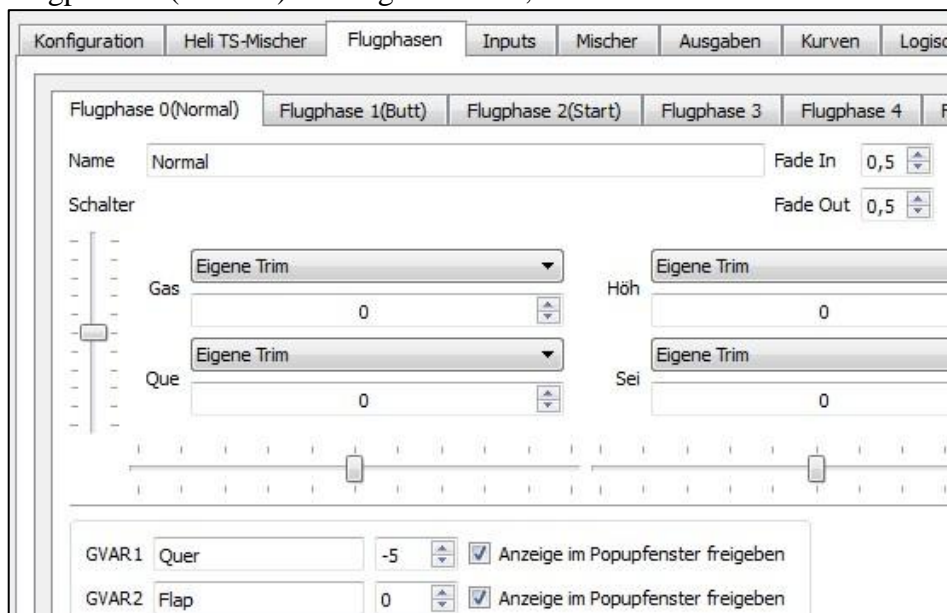 Konfiguration Heli TS-Mischer Flugphasen Inputs Mischer Ausgaben Kurven
Flugphase 0(Normal) Flugphase 1(Butt) Flugphase 2(Start) Flugphase 3 Flugphase 4
Name Normal Fade In 0,5
Schalter Fade Out 0,5
Eigene Trim Eigene Trim
Gas Höh
0 0
Eigene Trim Eigene Trim
Que Sei
0 0
GVAR1 Quer -5 Anzeige im Popupfenster freigeben
GVAR2 Flap 0 Anzeige im Popupfenster freigeben